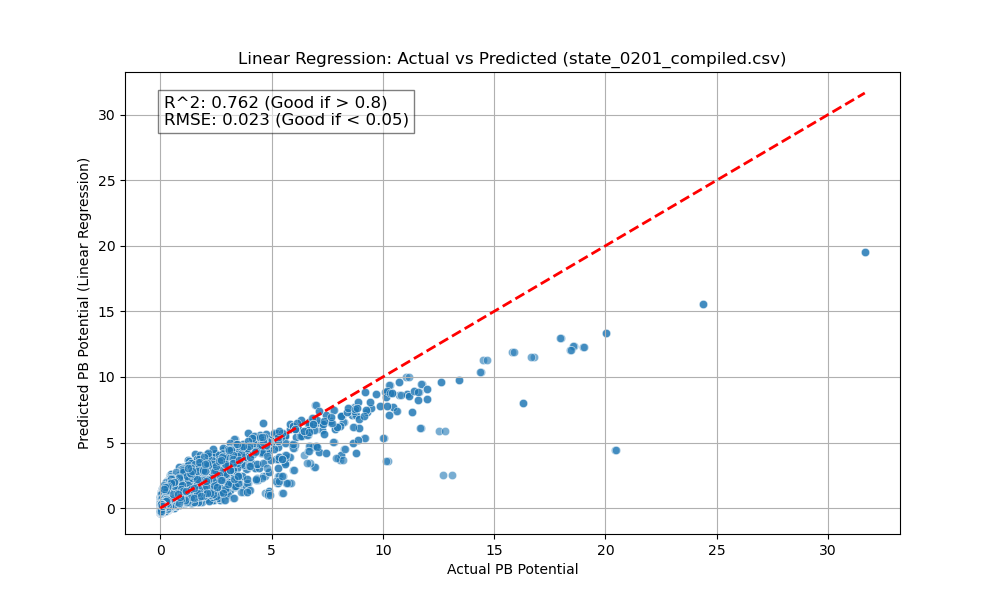 Linear Regression: Actual vs Predicted (state_0201_compiled.csv)
R^2: 0.762 (Good if > 0.8)
RMSE: 0.023 (Good if < 0.05)
Predicted PB Potential (Linear Regression)
30
25
20
15
10
5
0
0 5 10 15 20 25 30
Actual PB Potential